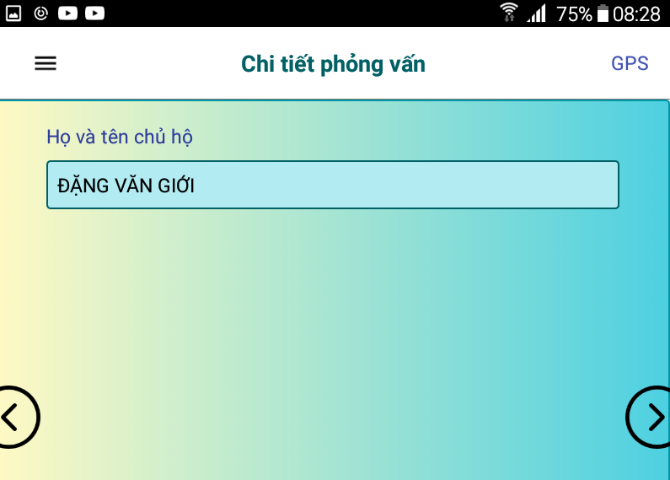 75% 08:28
Chi tiết phỏng vấn GPS
Họ và tên chủ hộ
ĐẶNG VĂN GIỚI